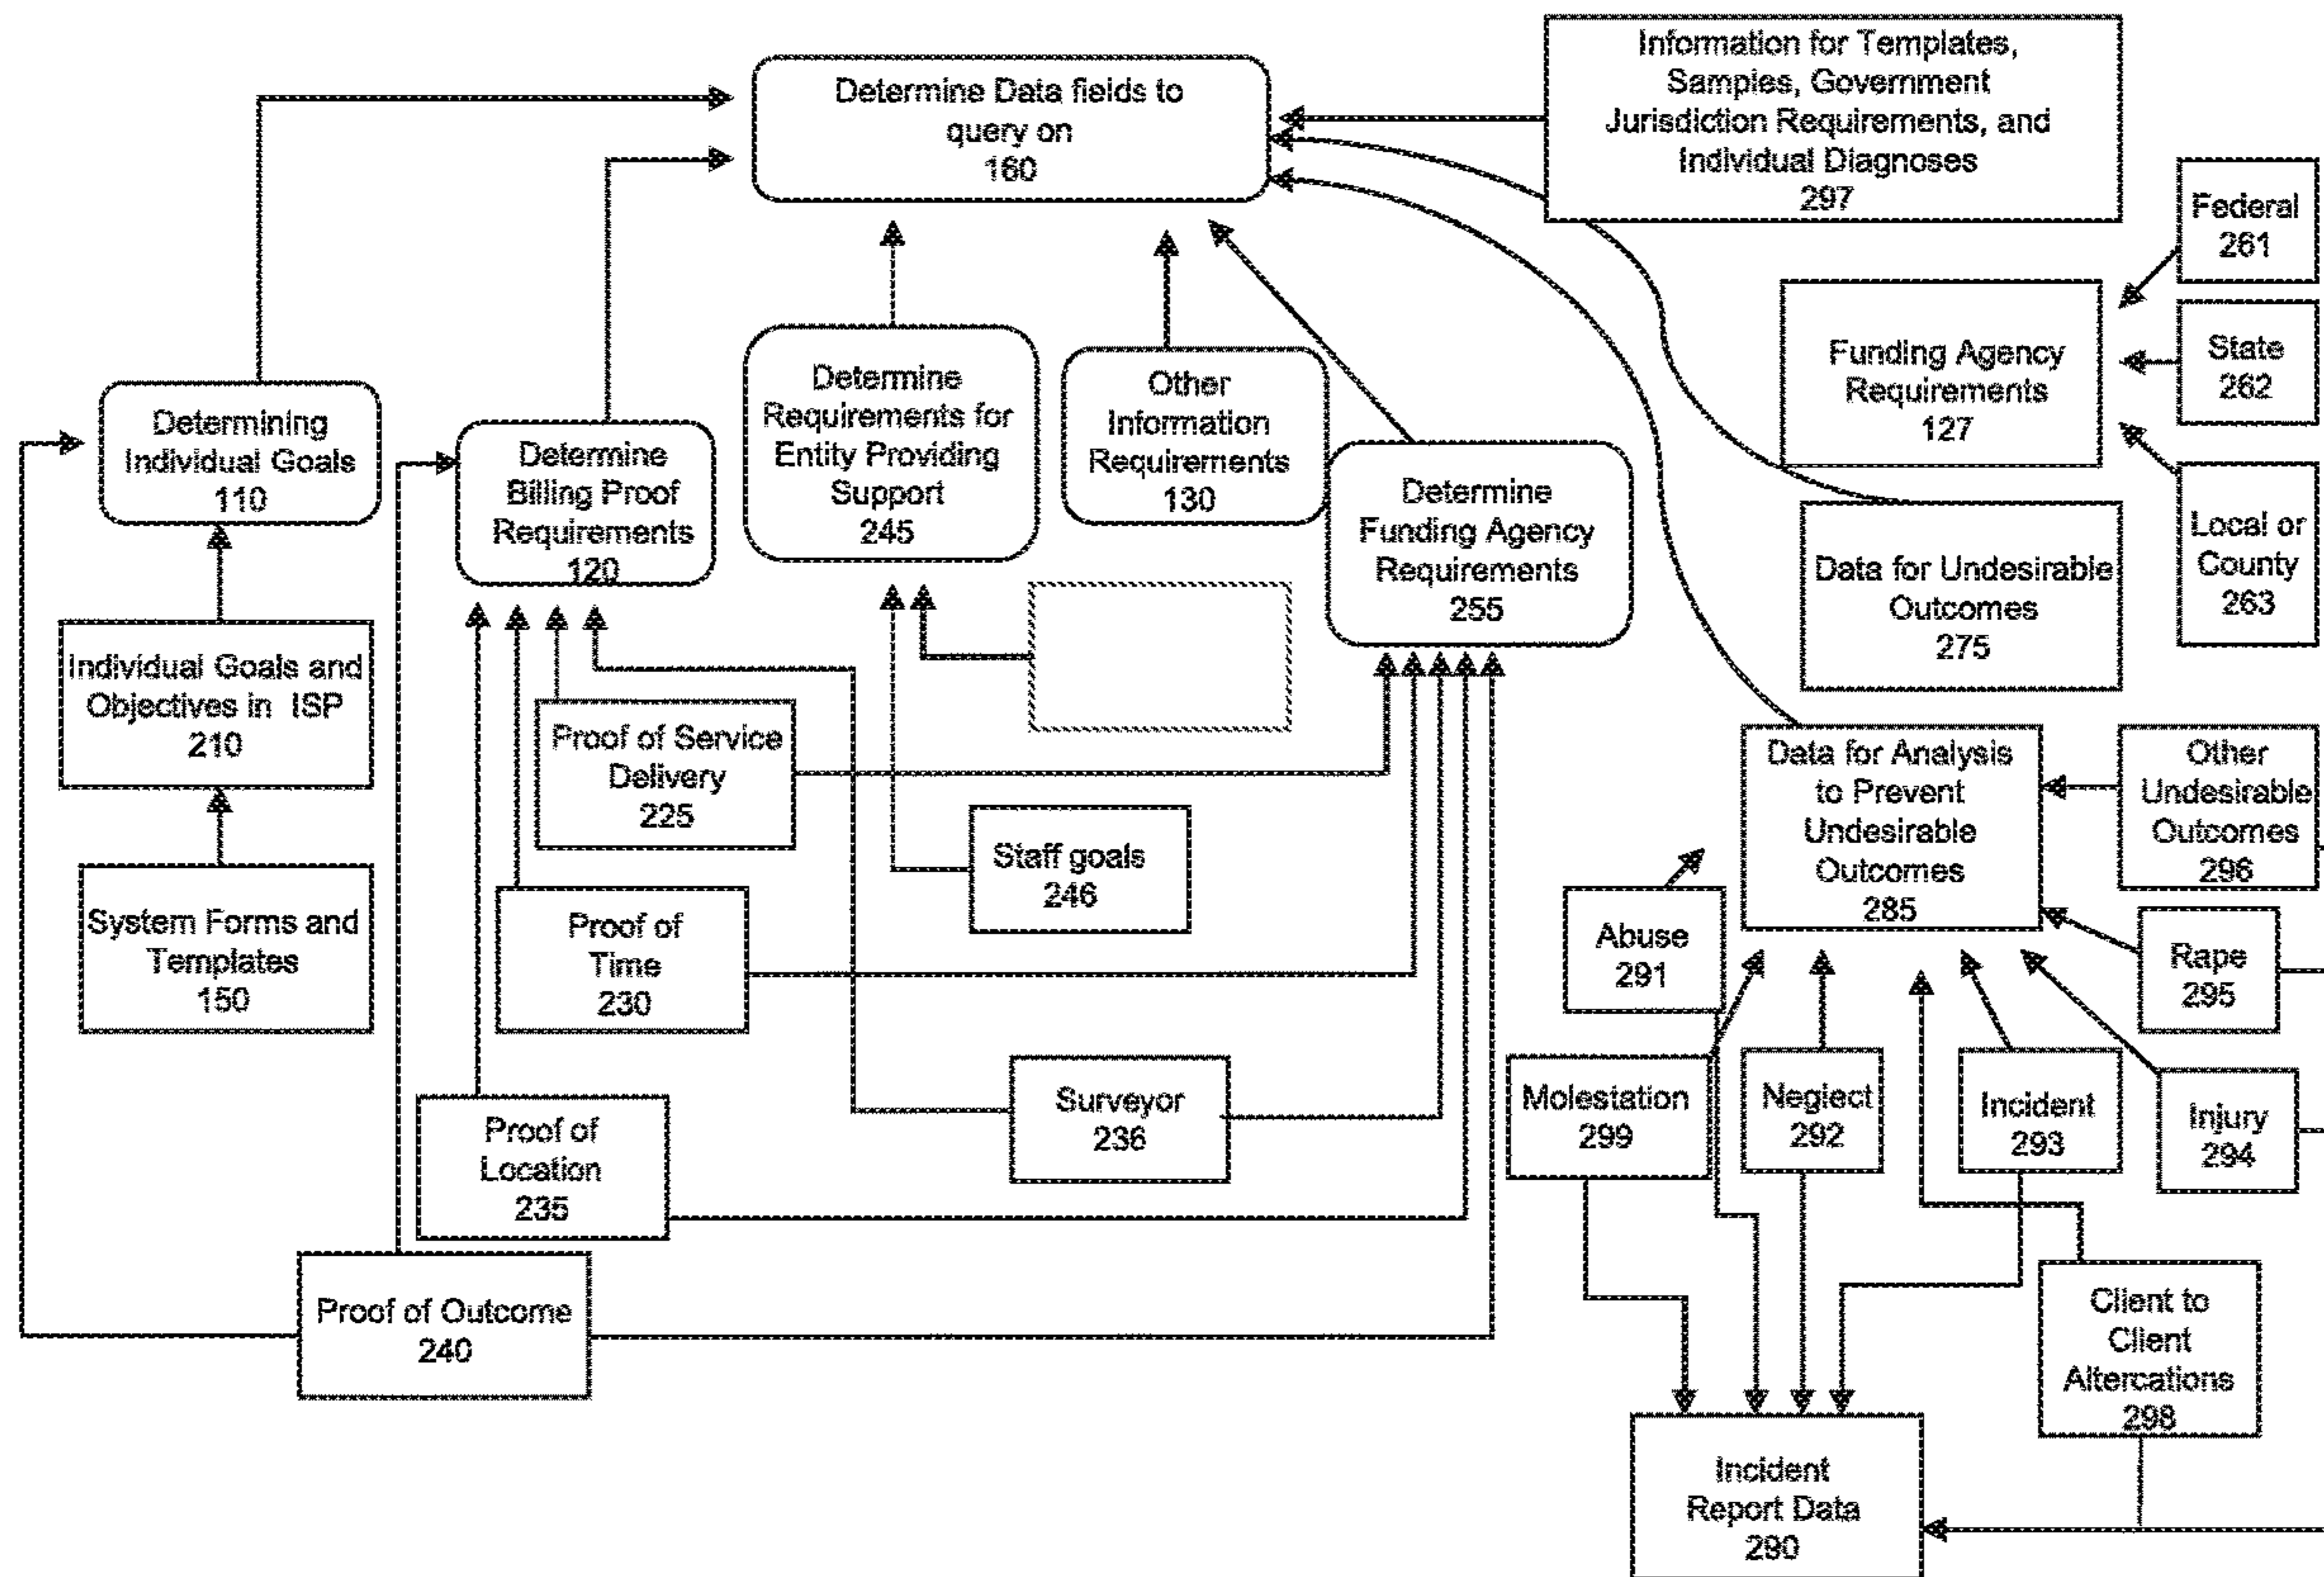 Determine Data fields to
query on
160
Information for Templates,
Samples, Government
Jurisdiction Requirements, and
Individual Diagnoses
297
Federal
261
State
262
Local or
County
263
Funding Agency
Requirements
127
Determining
Individual Goals
110
Determine
Billing Proof
Requirements
120
Determine
Requirements for
Entity Providing
Support
245
Other
Information
Requirements
130
Determine
Funding Agency
Requirements
255
Data for Undesirable
Outcomes
275
Individual Goals and
Objectives in ISP
210
Proof of Service
Delivery
225
Data for Analysis
to Prevent
Undesirable
Outcomes
285
Other
Undesirable
Outcomes
296
System Forms and
Templates
150
Staff goals
246
Proof of
Time
230
Abuse
291
Rape
295
Proof of
Location
235
Surveyor
236
Molestation
299
Neglect
292
Incident
293
Injury
294
Proof of Outcome
240
Client to
Client
Altercations
298
Incident
Report Data
290